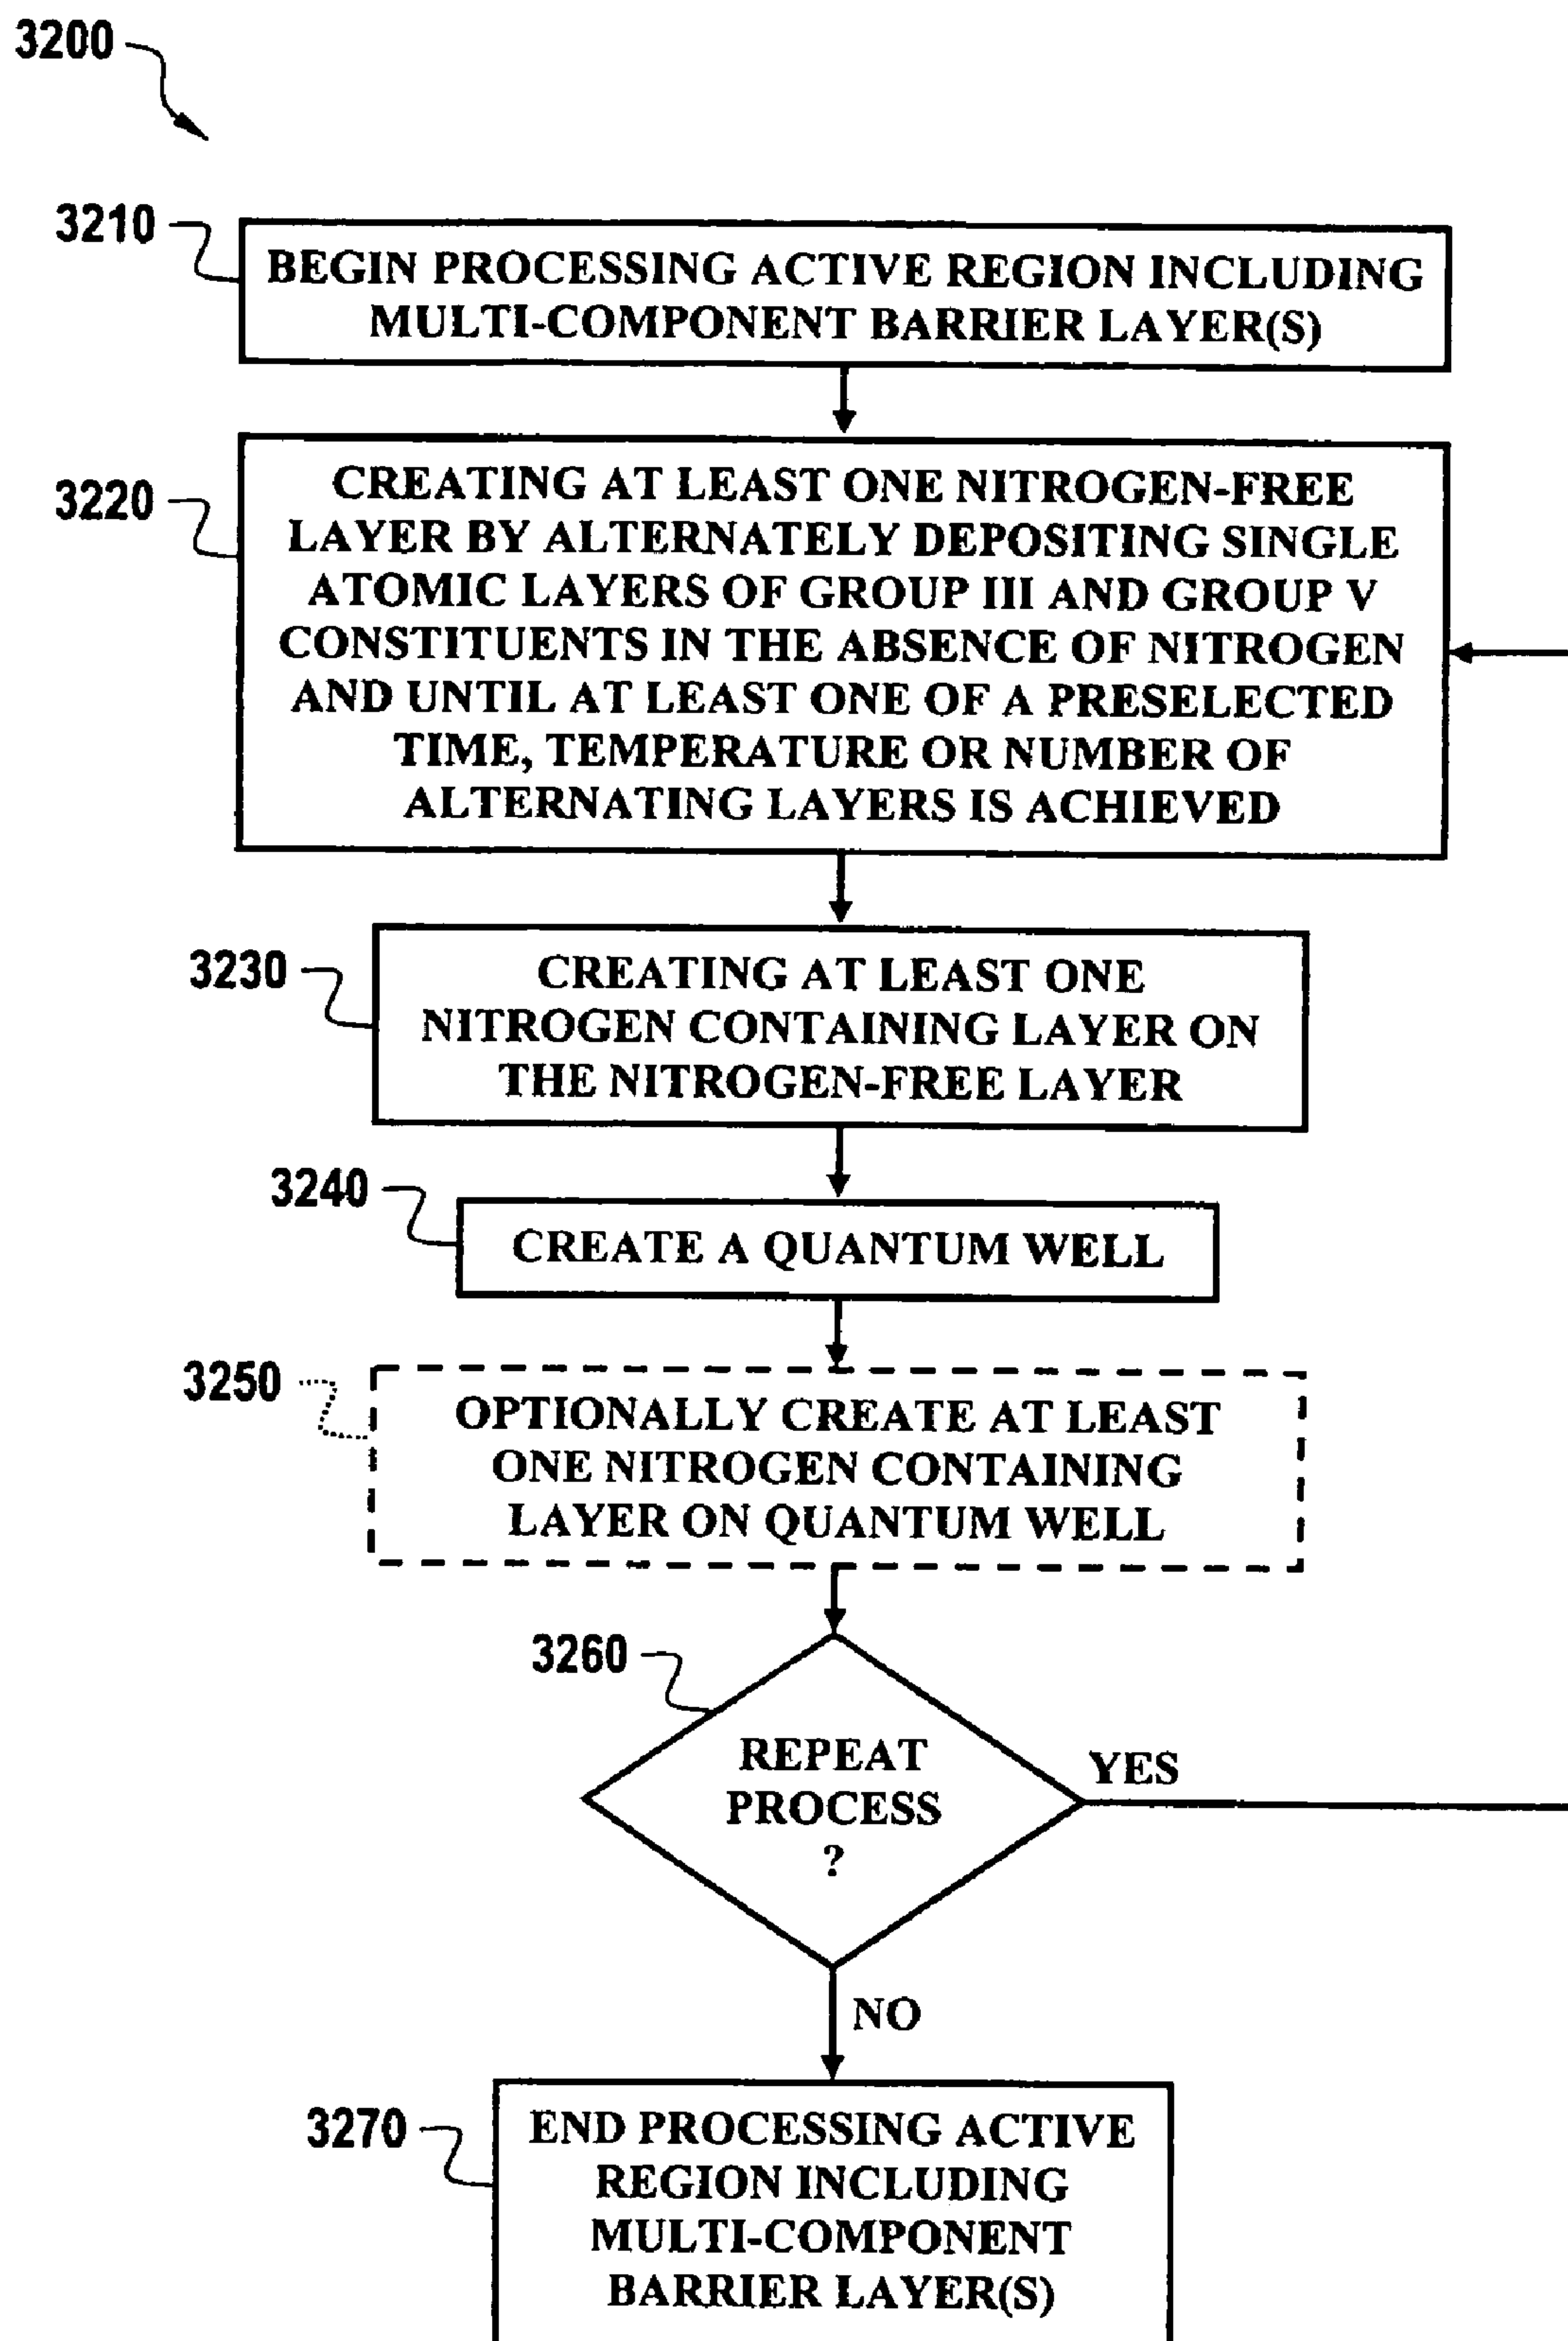 3200
3210
BEGIN PROCESSING ACTIVE REGION INCLUDING
MULTI-COMPONENT BARRIER LAYER(S)
3220
CREATING AT LEAST ONE NITROGEN-FREE
LAYER BY ALTERNATELY DEPOSITING SINGLE
ATOMIC LAYERS OF GROUP III AND GROUP V
CONSTITUENTS IN THE ABSENCE OF NITROGEN
AND UNTIL AT LEAST ONE OF A PRESELECTED
TIME, TEMPERATURE OR NUMBER OF
ALTERNATING LAYERS IS ACHIEVED
3230
CREATING AT LEAST ONE
NITROGEN CONTAINING LAYER ON
THE NITROGEN-FREE LAYER
3240
CREATE A QUANTUM WELL
3250
OPTIONALLY CREATE AT LEAST
ONE NITROGEN CONTAINING
LAYER ON QUANTUM WELL
3260
REPEAT
PROCESS
?
YES
NO
3270
END PROCESSING ACTIVE
REGION INCLUDING
MULTI-COMPONENT
BARRIER LAYER(S)